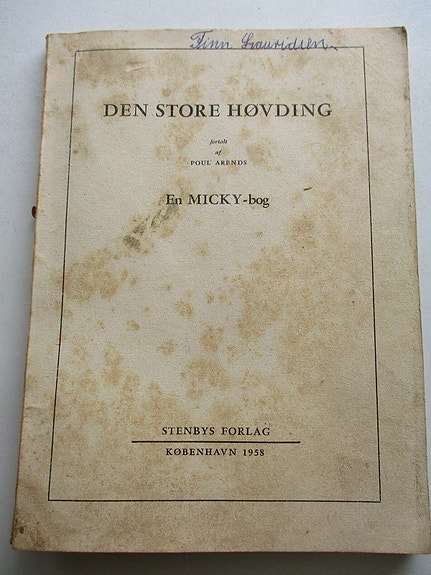 Finn Lauridsen
DEN STORE HØVDING
fortalt
af
POUL ARENDS
En MICKY-bog
STENBYS FORLAG
KØBENHAVN 1958